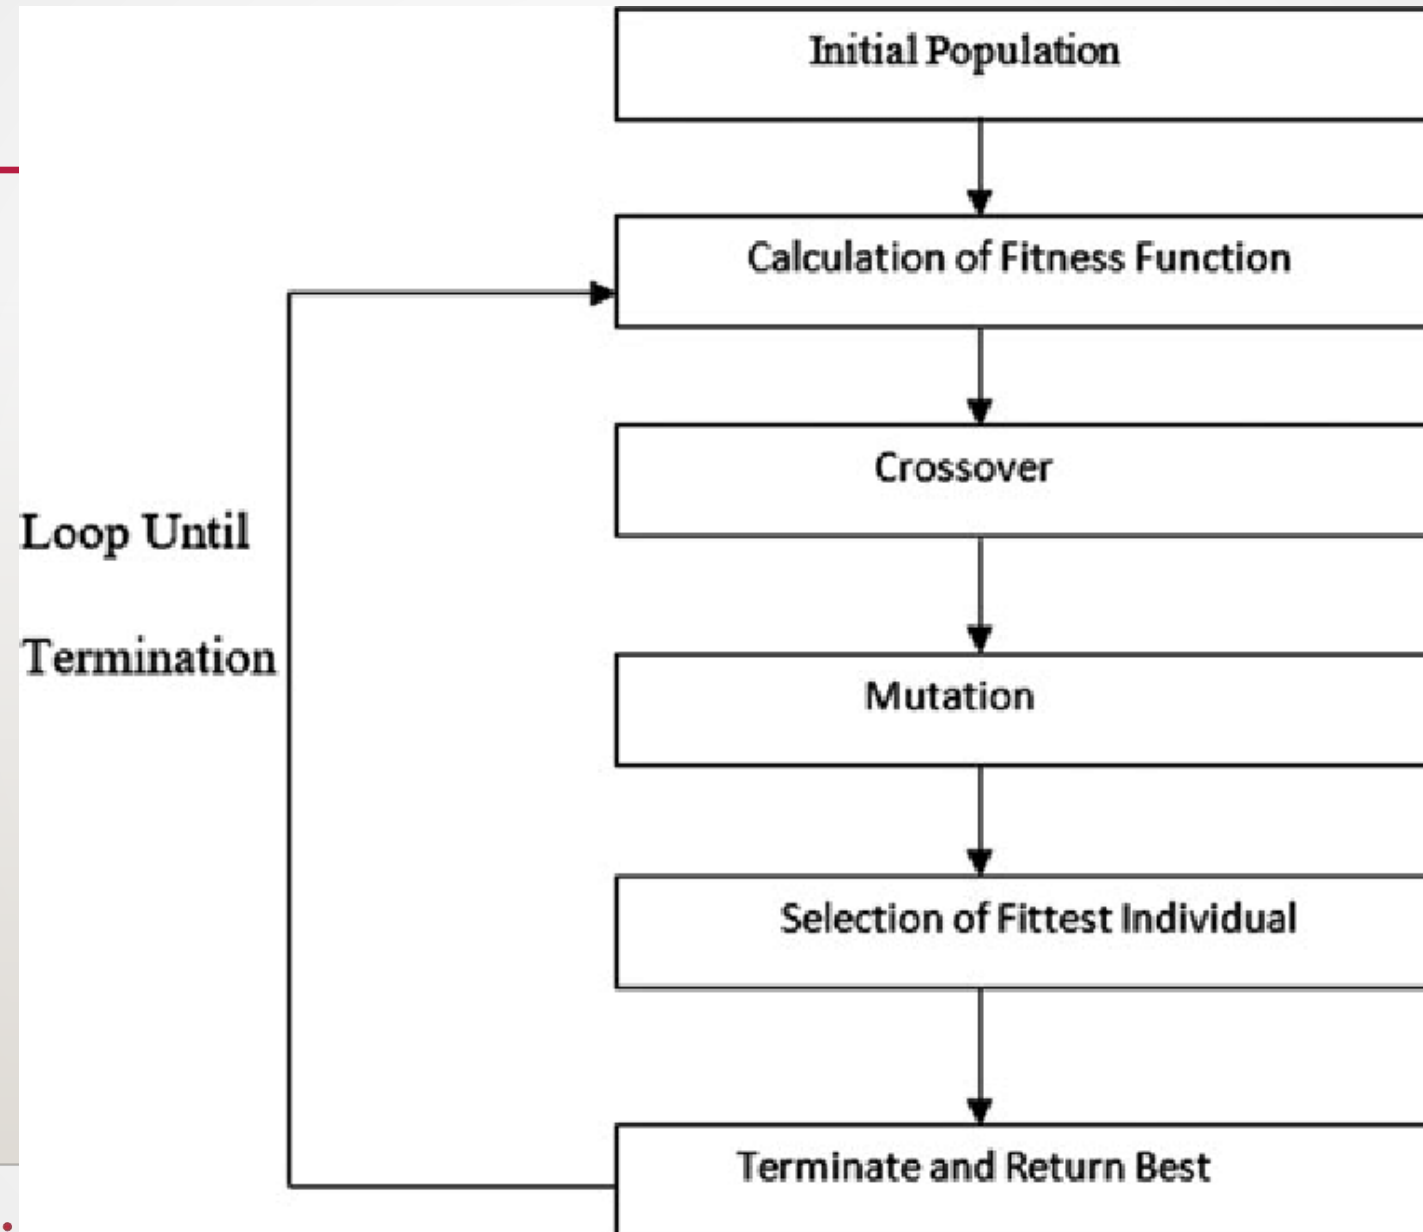 Initial Population
Calculation of Fitness Function
Crossover
Loop Until
Termination
Mutation
Selection of Fittest Individual
Terminate and Return Best